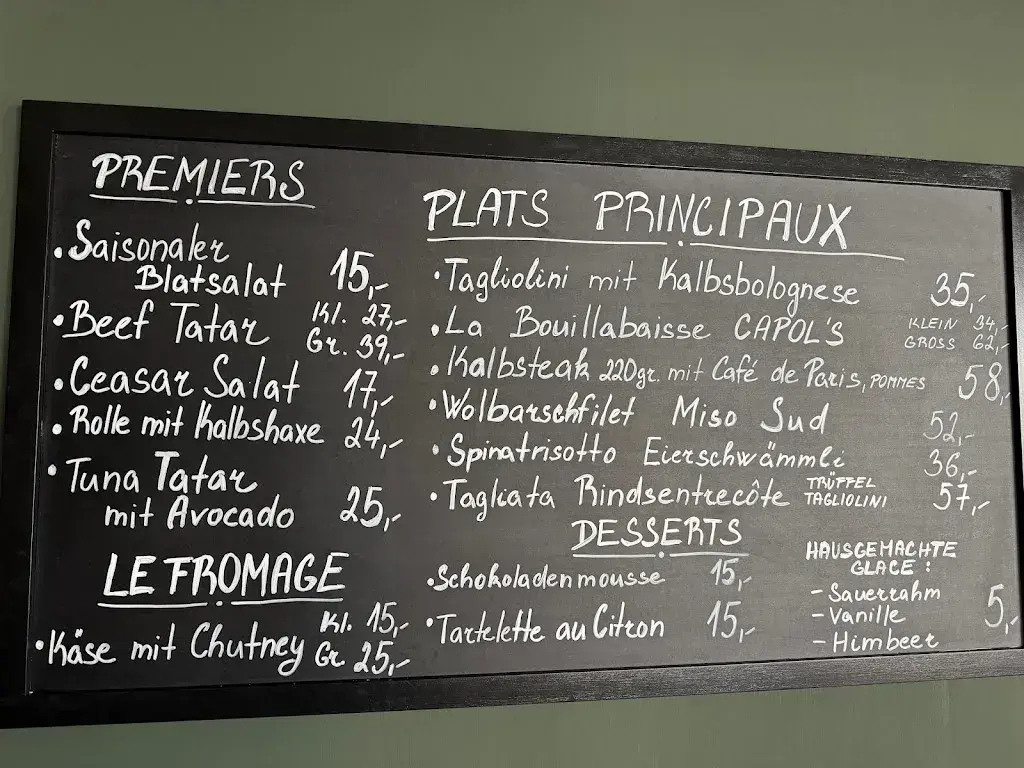 PREMIERS
• Saisonaler
Blatsalat 15,-
• Beef Tatar Kl. 27,-
Gr. 39,-
• Ceasar Salat 17,-
• Rolle mit Kalbshaxe 24,-
• Tuna Tatar
mit Avocado 25,-
LE FROMAGE
• Käse mit Chutney Kl. 15,-
Gr 25,-
PLATS PRINCIPAUX
• Tagliolini mit Kalbsbolognese 35,-
• La Bouillabaisse CAPOL'S KLEIN 34,-
GROSS 62,-
• Kalbsteak 220gr. mit Café de Paris, POMMES 58,-
• Wolbarschfilet Miso Sud 52,-
• Spinatrisotto Eierschwämmli 36,-
• Tagliata Rindsentrecôte TRÜFFEL
TAGLIOLINI 57,-
DESSERTS
• Schokoladenmousse 15,-
• Tartelette au Citron 15,-
HAUSGEMACHTE
GLACE:
- Sauerrahm
- Vanille 5,-
- Himbeer